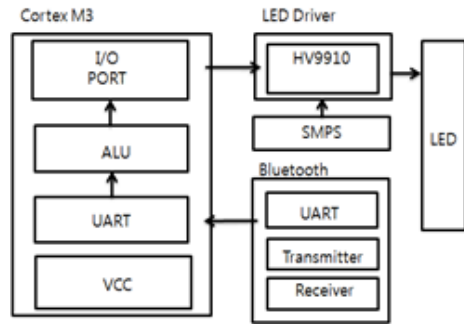 Cortex M3
I/O
PORT
ALU
UART
VCC
LED Driver
HV9910
SMPS
Bluetooth
UART
Transmitter
Receiver
LED